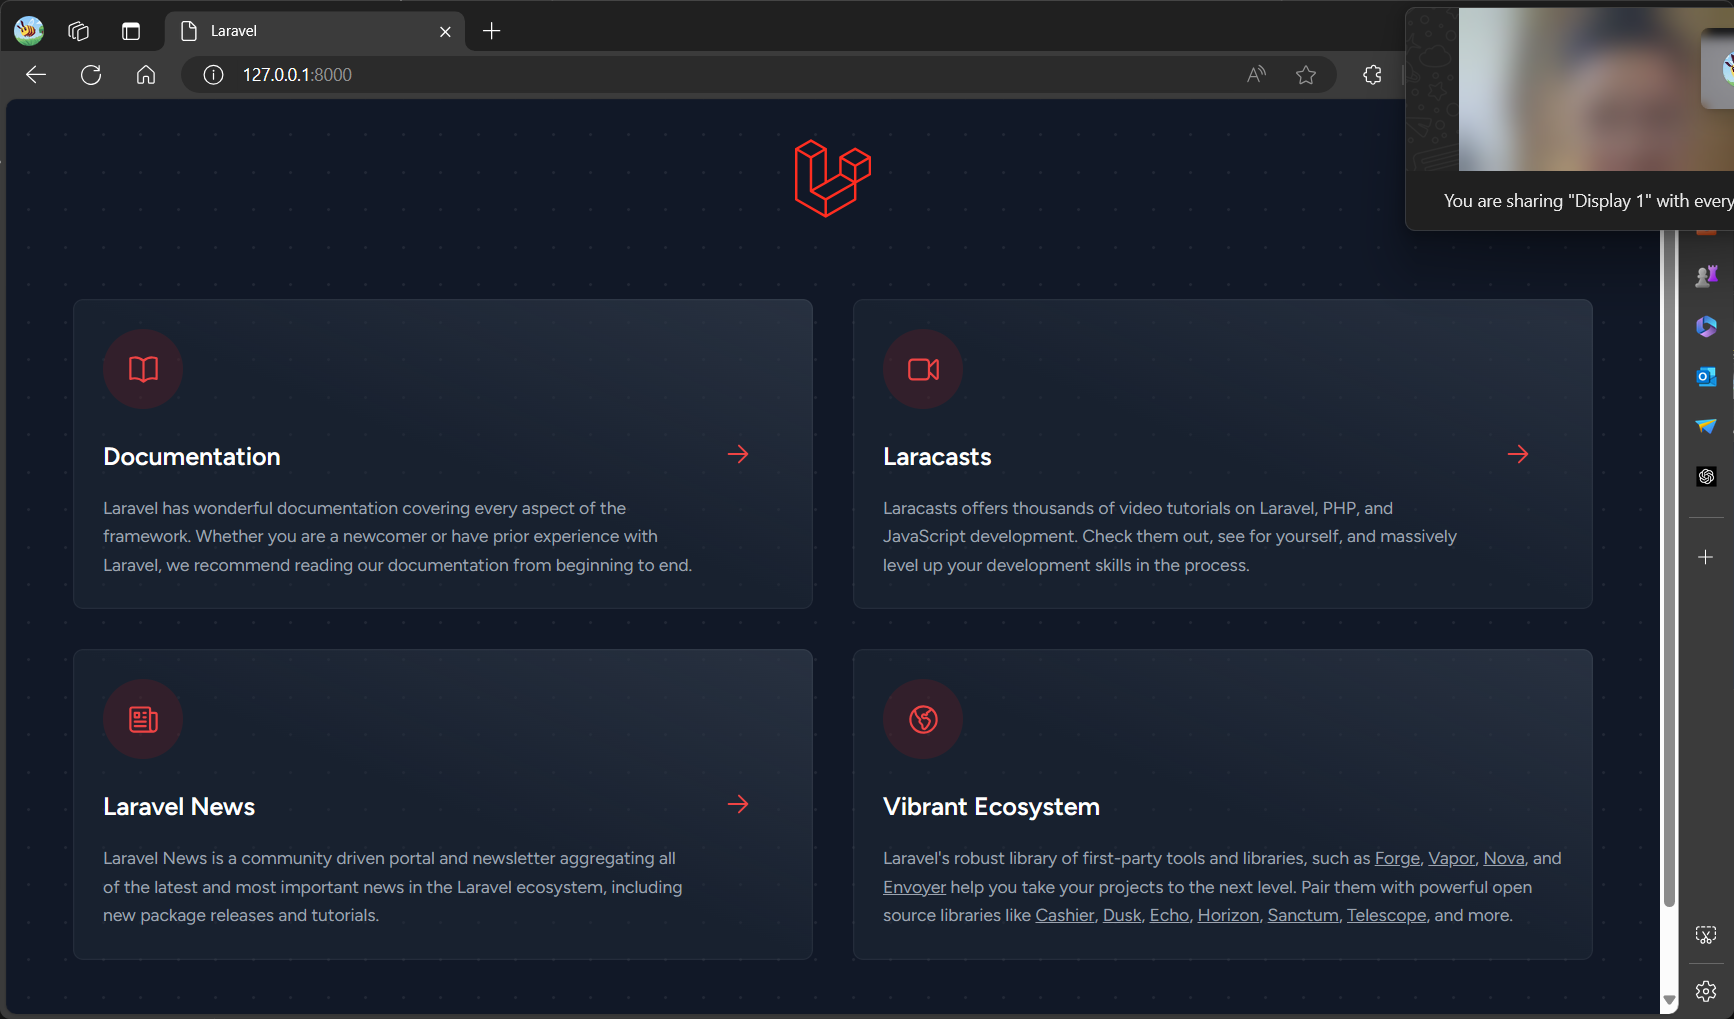 Laravel
127.0.0.1:8000
You are sharing "Display 1" with every
Documentation
Laravel has wonderful documentation covering every aspect of the
framework. Whether you are a newcomer or have prior experience with
Laravel, we recommend reading our documentation from beginning to end.
Laracasts
Laracasts offers thousands of video tutorials on Laravel, PHP, and
JavaScript development. Check them out, see for yourself, and massively
level up your development skills in the process.
Laravel News
Laravel News is a community driven portal and newsletter aggregating all
of the latest and most important news in the Laravel ecosystem, including
new package releases and tutorials.
Vibrant Ecosystem
Laravel's robust library of first-party tools and libraries, such as Forge, Vapor, Nova, and
Envoyer help you take your projects to the next level. Pair them with powerful open
source libraries like Cashier, Dusk, Echo, Horizon, Sanctum, Telescope, and more.